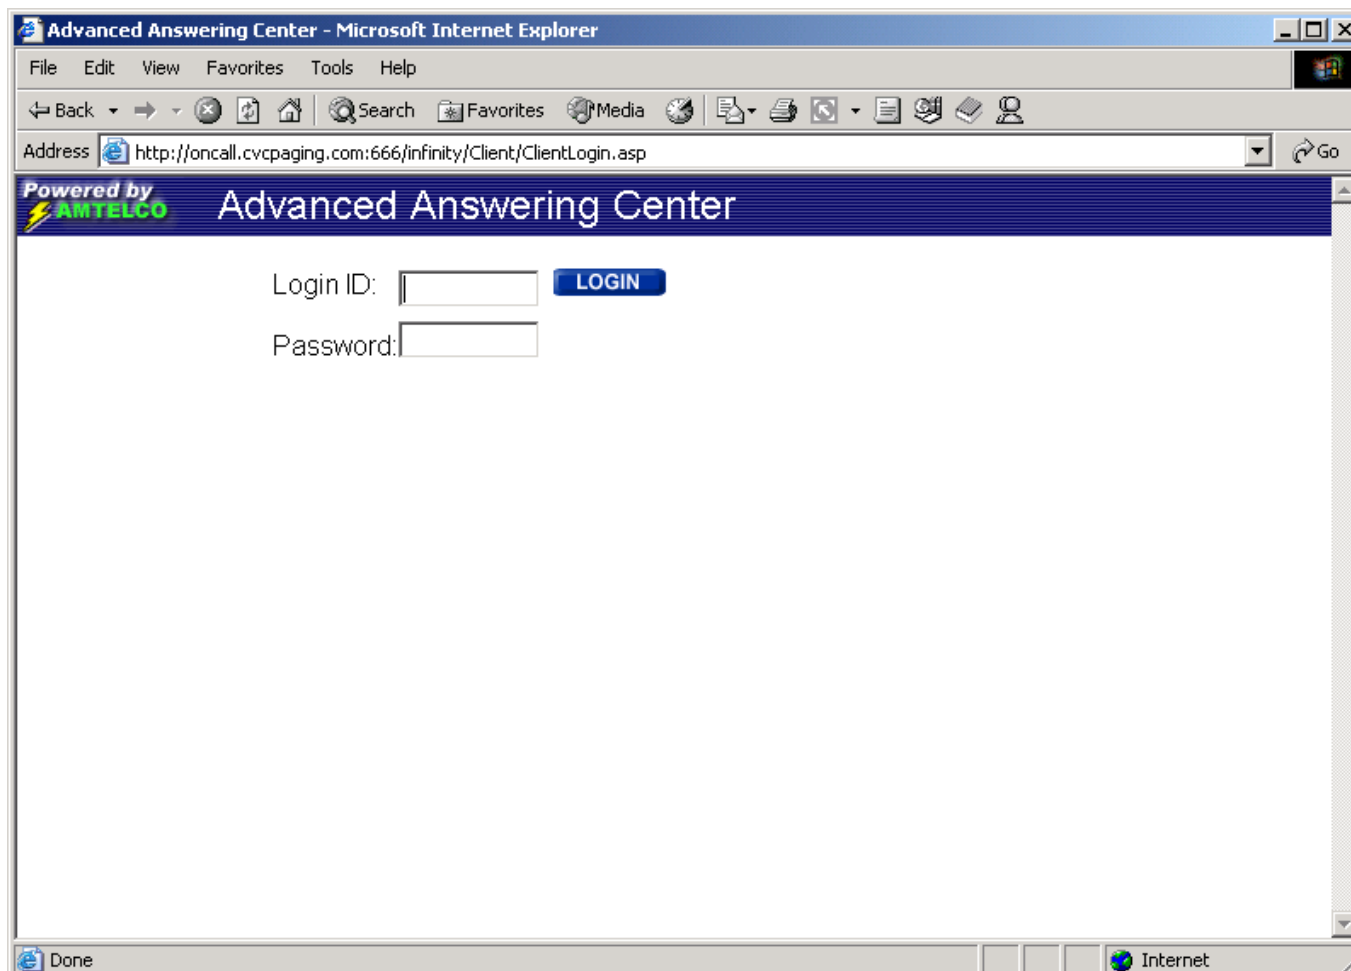 Advanced Answering Center - Microsoft Internet Explorer
File Edit View Favorites Tools Help
Back Search Favorites Media
Address http://oncall.cvcpaging.com:666/infinity/Client/ClientLogin.asp Go
Powered by
AMTELCO Advanced Answering Center
Login ID: LOGIN
Password:
Done Internet